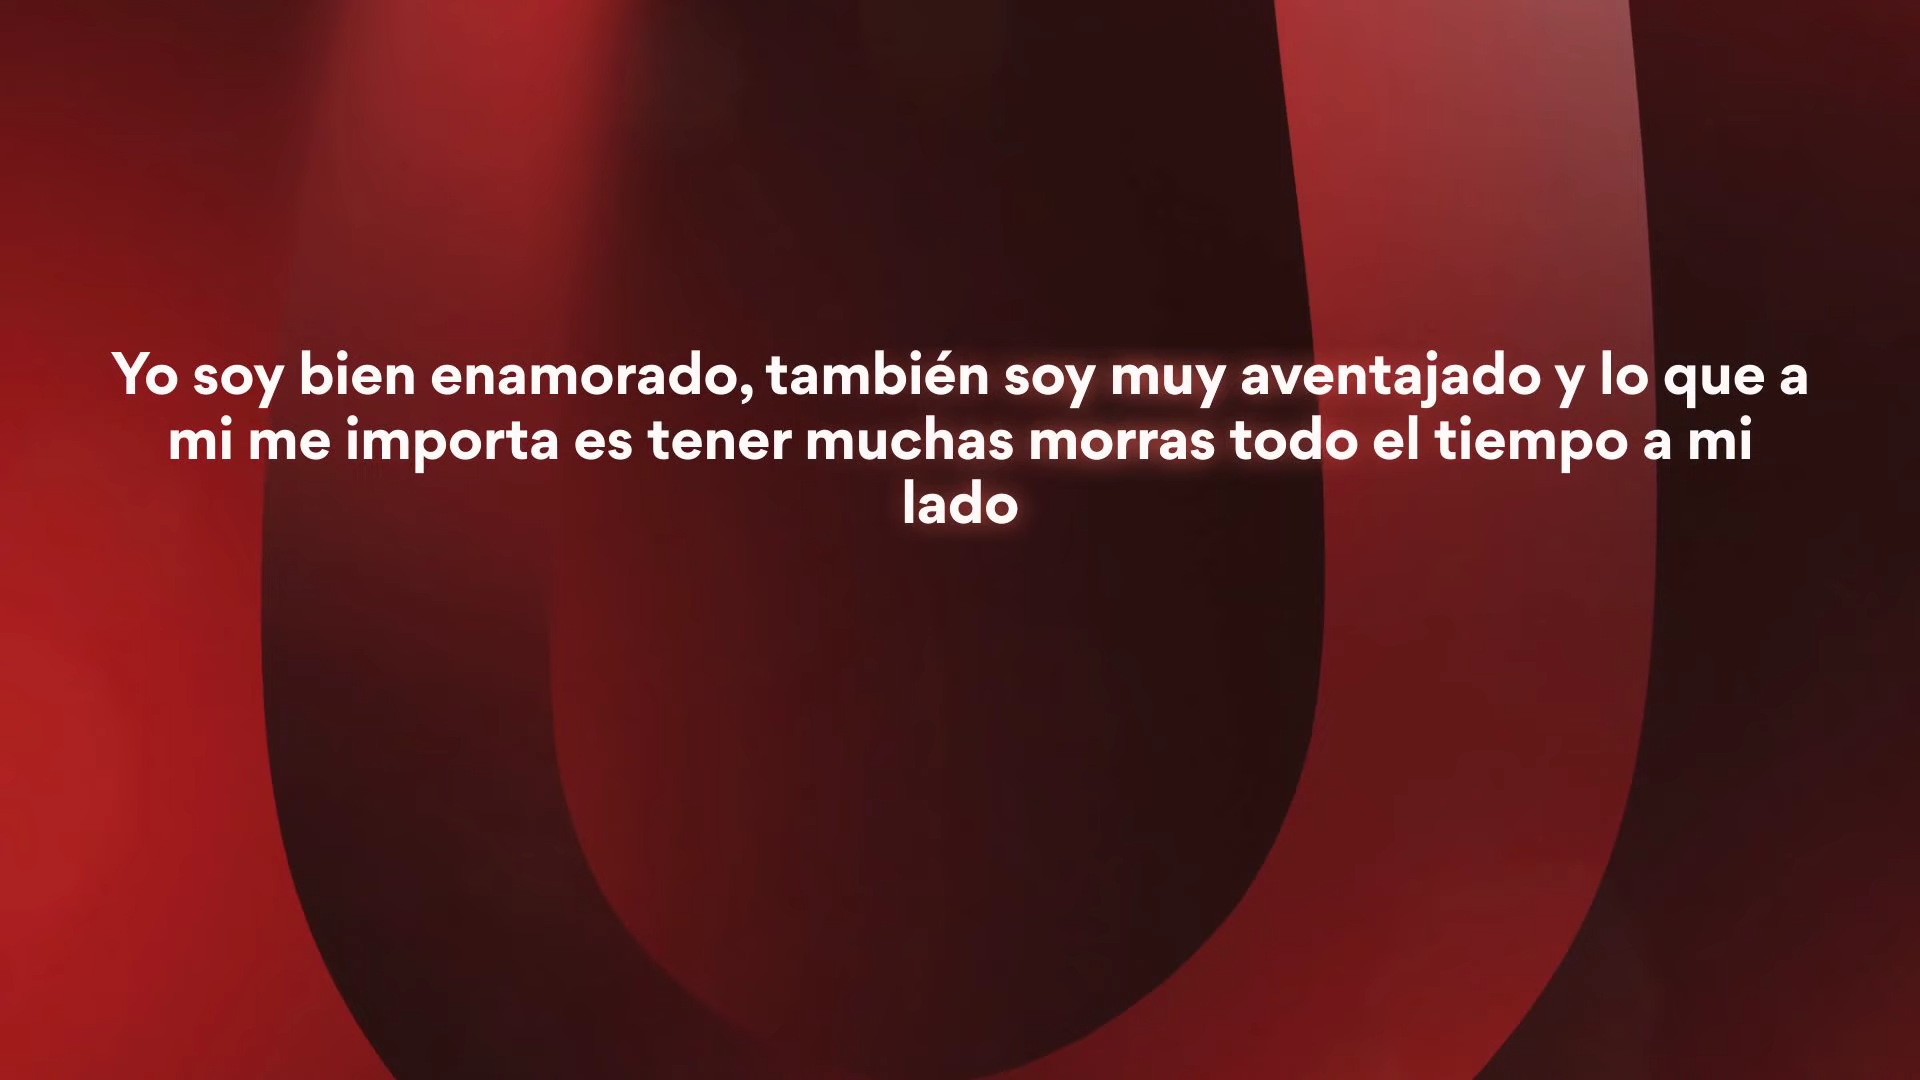 Yo soy bien enamorado, también soy muy aventajado y lo que a
mi me importa es tener muchas morras todo el tiempo a mi
lado